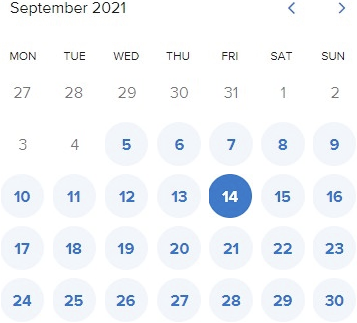 September 2021
MON TUE WED THU FRI SAT SUN
27 28 29 30 31 1 2
3 4 5 6 7 8 9
10 11 12 13 14 15 16
17 18 19 20 21 22 23
24 25 26 27 28 29 30